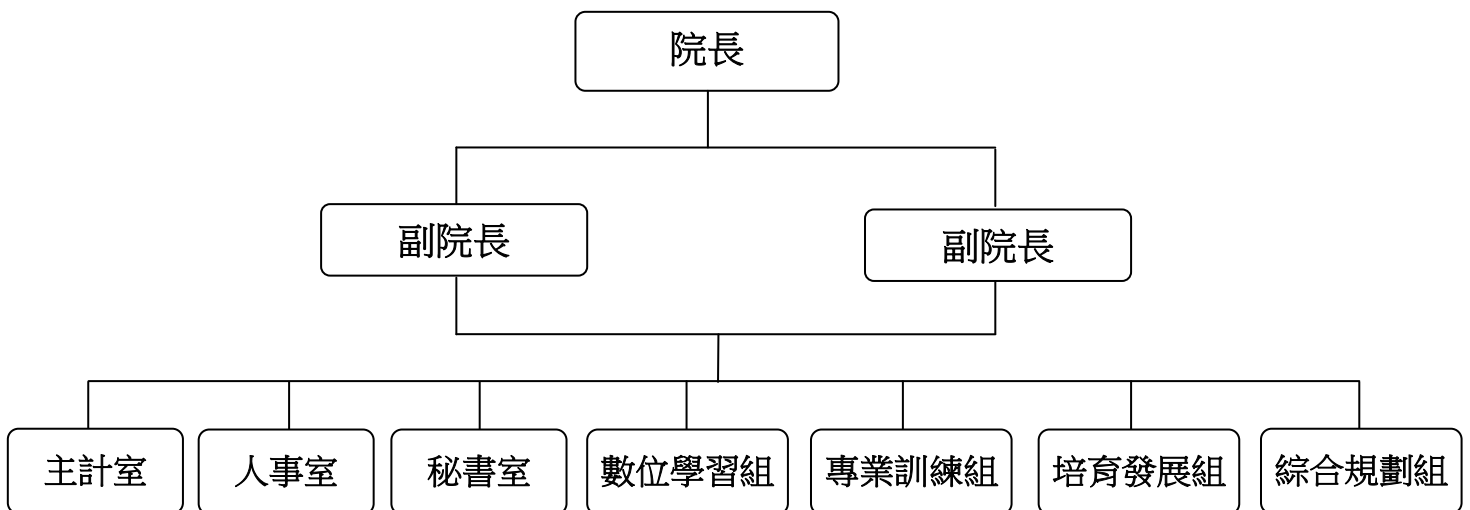 院長
副院長
副院長
主計室
人事室
秘書室
數位學習組
專業訓練組
培育發展組
綜合規劃組